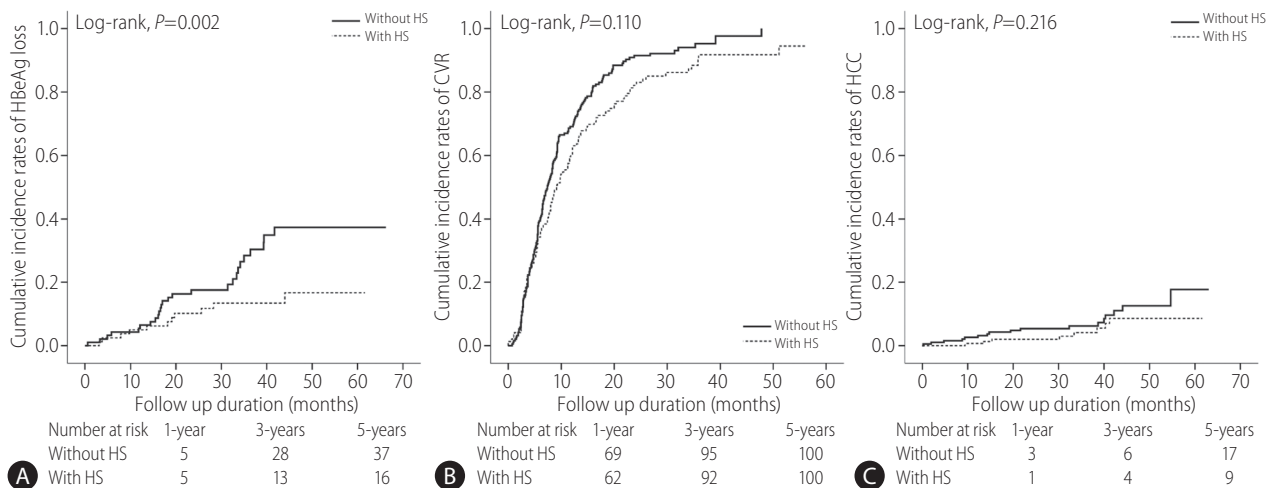 Log-rank, P=0.002
Without HS
With HS
Cumulative incidence rates of HBeAg loss
1.0
0.8
0.6
0.4
0.2
0.0
0 10 20 30 40 50 60 70
Follow up duration (months)
Number at risk 1-year 3-years 5-years
Without HS 5 28 37
With HS 5 13 16
A
Log-rank, P=0.110
Cumulative incidence rates of CVR
1.0
0.8
0.6
0.4
0.2
0.0
Without HS
With HS
0 10 20 30 40 50 60
Follow up duration (months)
Number at risk 1-year 3-years 5-years
Without HS 69 95 100
With HS 62 92 100
B
Log-rank, P=0.216
Without HS
With HS
Cumulative incidence rates of HCC
1.0
0.8
0.6
0.4
0.2
0.0
0 10 20 30 40 50 60 70
Follow up duration (months)
Number at risk 1-year 3-years 5-years
Without HS 3 6 17
With HS 1 4 9
C